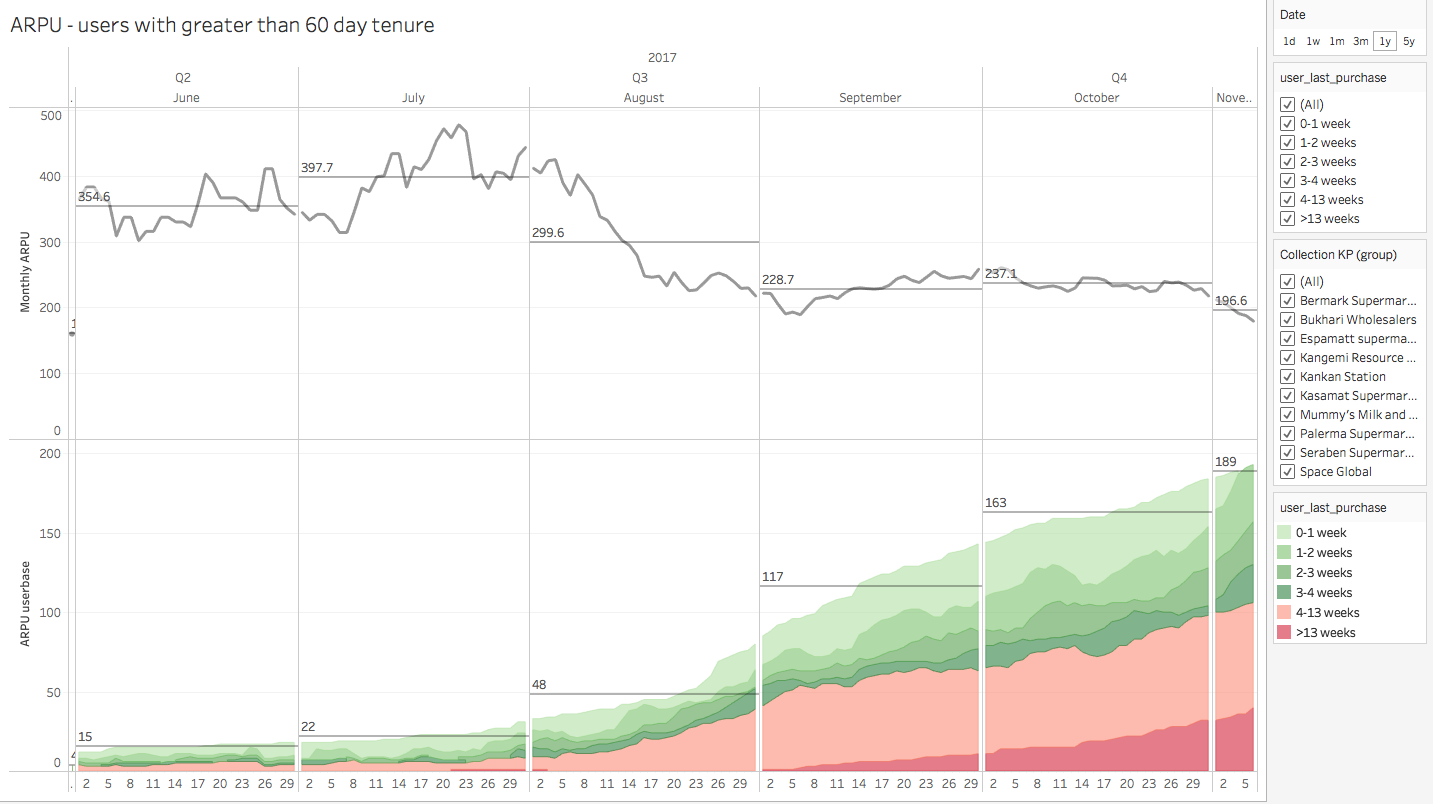 ARPU - users with greater than 60 day tenure
2017
Q2 Q3 Q4
. June July August September October Nove..
Monthly ARPU
500
400
300
200
100
0
354.6
397.7
299.6
228.7
237.1
196.6
1
ARPU userbase
200
150
100
50
0
15
22
48
117
163
189
4
. 2 5 8 11 14 17 20 23 26 29 2 5 8 11 14 17 20 23 26 29 2 5 8 11 14 17 20 23 26 29 2 5 8 11 14 17 20 23 26 29 2 5 8 11 14 17 20 23 26 29 2 5
Date
1d 1w 1m 3m 1y 5y
user_last_purchase
(All)
0-1 week
1-2 weeks
2-3 weeks
3-4 weeks
4-13 weeks
>13 weeks
Collection KP (group)
(All)
Bermark Supermar...
Bukhari Wholesalers
Espamatt superma...
Kangemi Resource ...
Kankan Station
Kasamat Supermar...
Mummy's Milk and ...
Palerma Supermar...
Seraben Supermar...
Space Global
user_last_purchase
0-1 week
1-2 weeks
2-3 weeks
3-4 weeks
4-13 weeks
>13 weeks